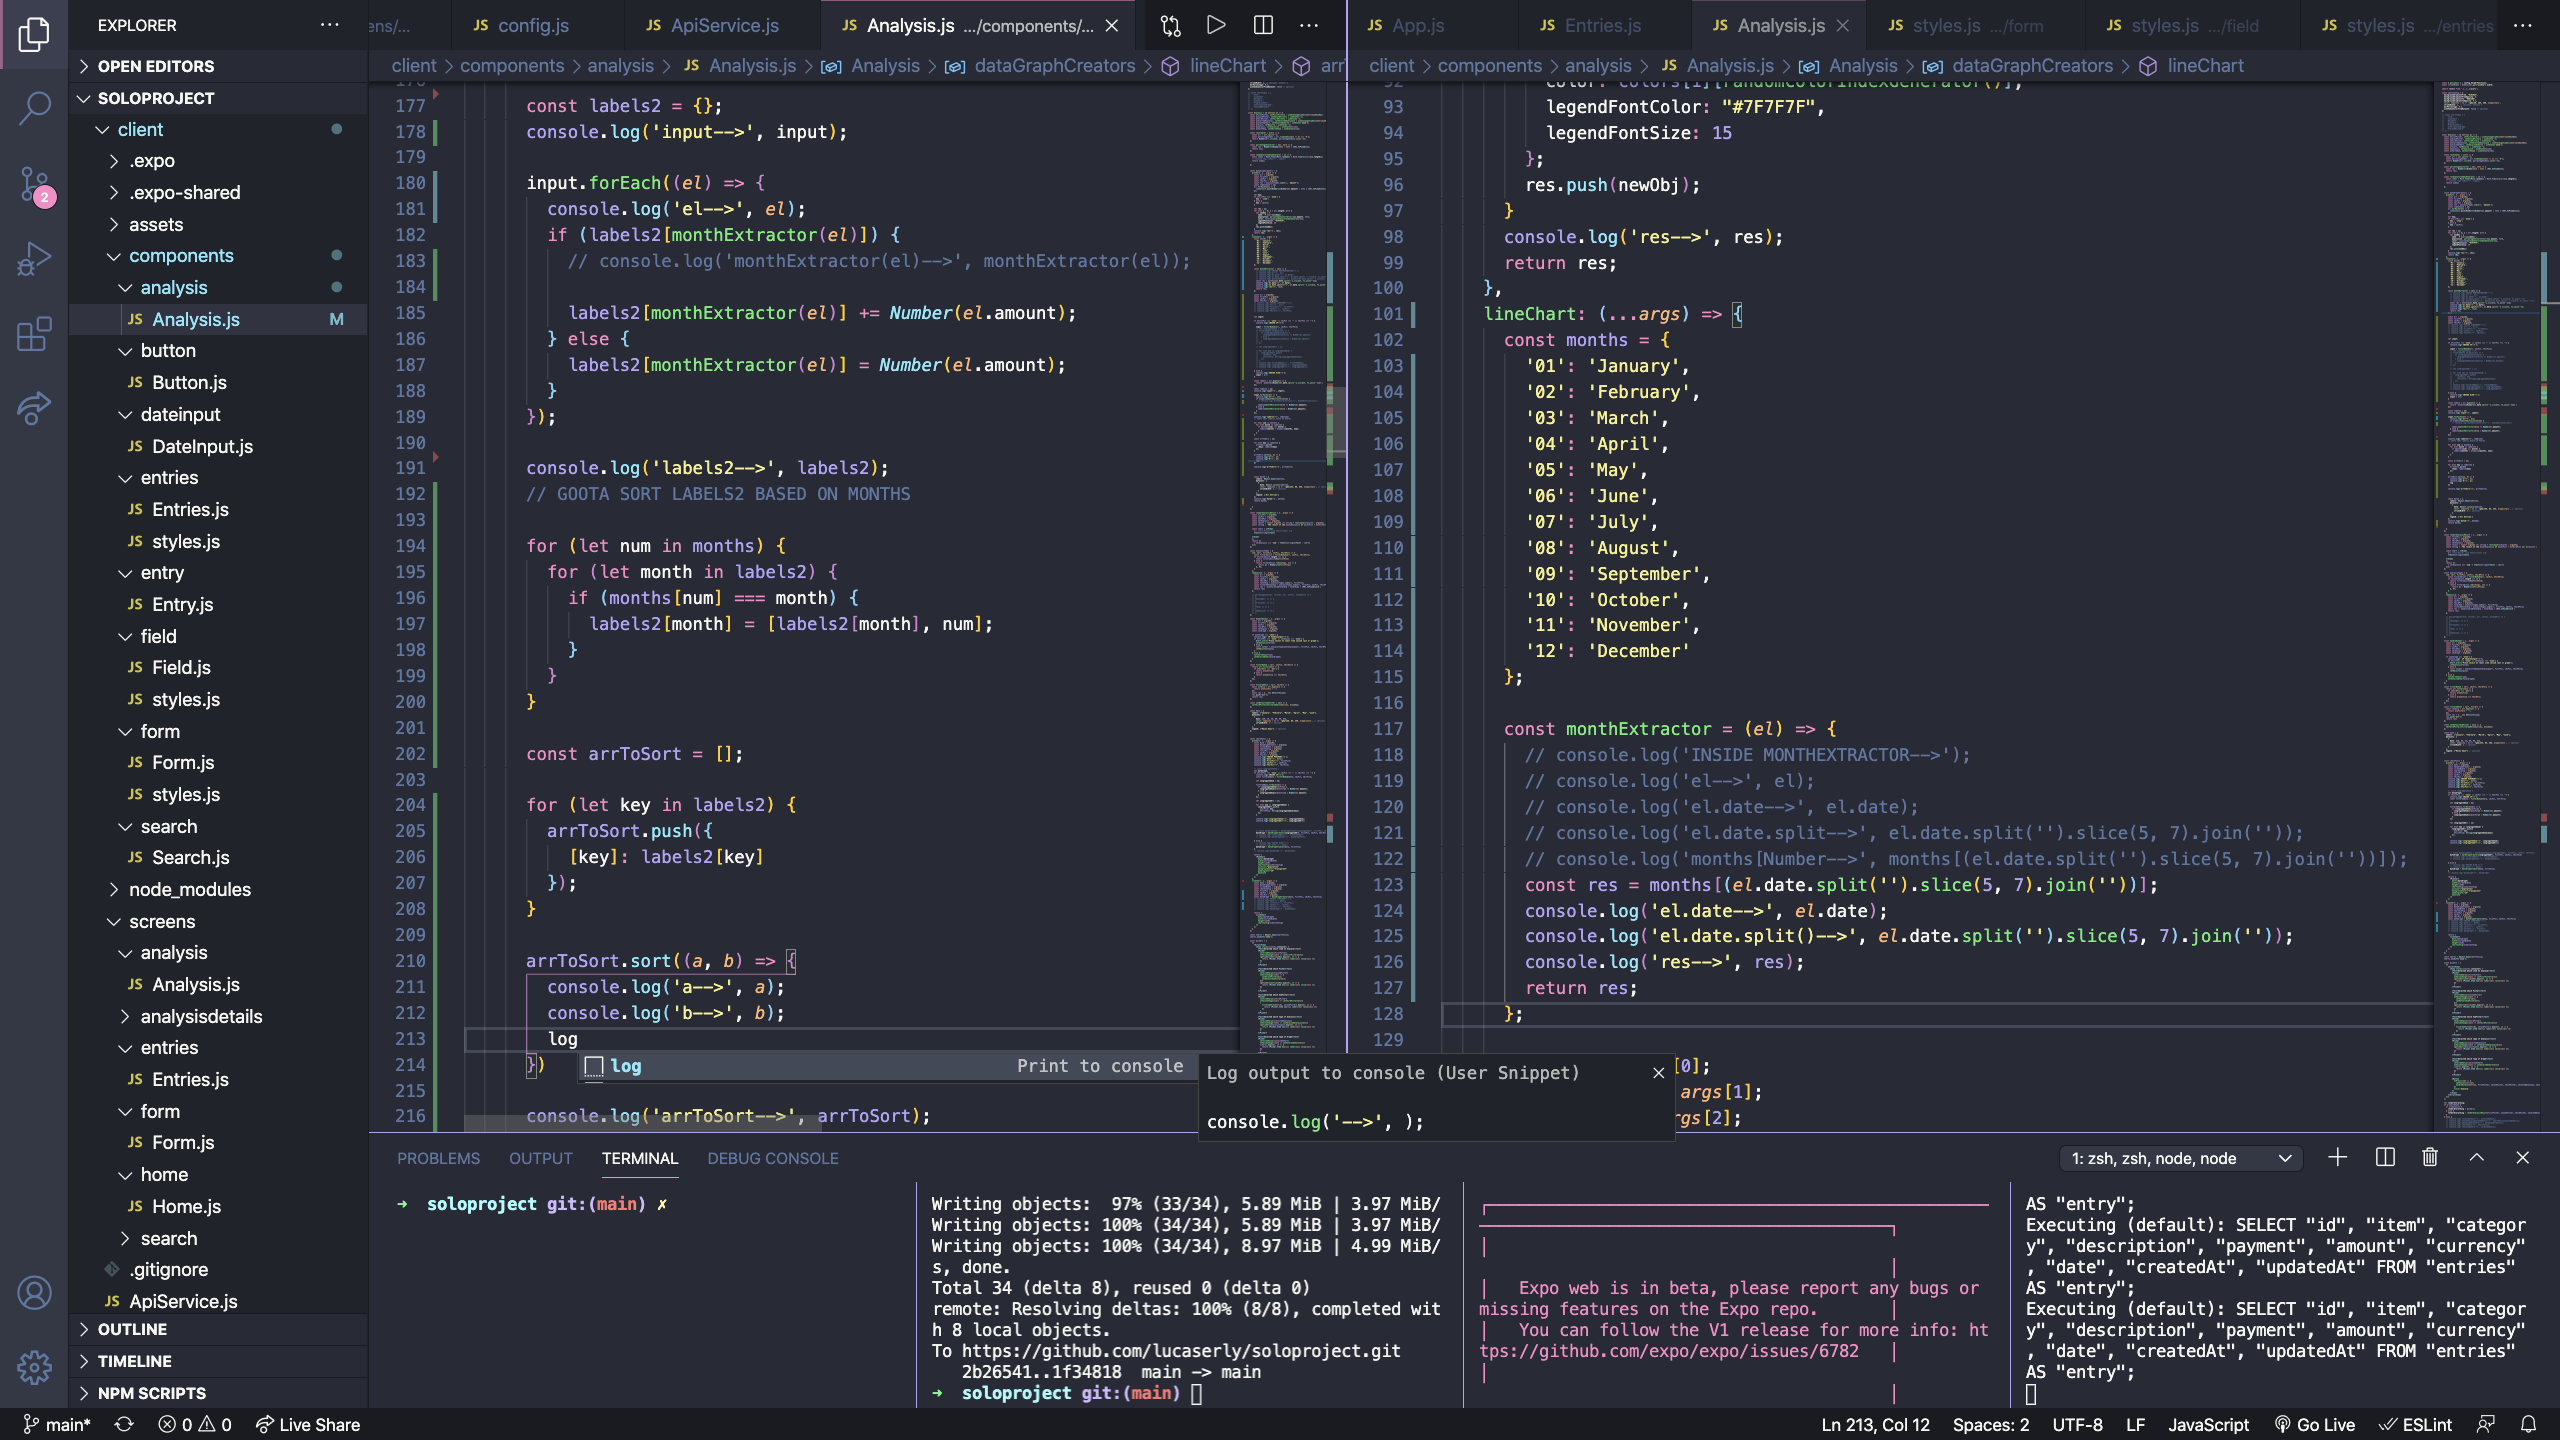 EXPLORER
OPEN EDITORS
SOLOPROJECT
client
.expo
.expo-shared
assets
components
analysis
JS Analysis.js M
button
JS Button.js
dateinput
JS DateInput.js
entries
JS Entries.js
JS styles.js
entry
JS Entry.js
field
JS Field.js
JS styles.js
form
JS Form.js
JS styles.js
search
JS Search.js
node_modules
screens
analysis
JS Analysis.js
analysisdetails
entries
JS Entries.js
form
JS Form.js
home
JS Home.js
search
.gitignore
JS ApiService.js
OUTLINE
TIMELINE
NPM SCRIPTS
2
ens/... JS config.js JS ApiService.js JS Analysis.js .../components/...
client > components > analysis > JS Analysis.js > Analysis > dataGraphCreators > lineChart > arr
177 const labels2 = {};
178 console.log('input-->', input);
179
180 input.forEach((el) => {
181 console.log('el-->', el);
182 if (labels2[monthExtractor(el)]) {
183 // console.log('monthExtractor(el)-->', monthExtractor(el));
184
185 labels2[monthExtractor(el)] += Number(el.amount);
186 } else {
187 labels2[monthExtractor(el)] = Number(el.amount);
188 }
189 });
190
191 console.log('labels2-->', labels2);
192 // GOOTA SORT LABELS2 BASED ON MONTHS
193
194 for (let num in months) {
195 for (let month in labels2) {
196 if (months[num] === month) {
197 labels2[month] = [labels2[month], num];
198 }
199 }
200 }
201
202 const arrToSort = [];
203
204 for (let key in labels2) {
205 arrToSort.push({
206 [key]: labels2[key]
207 });
208 }
209
210 arrToSort.sort((a, b) => {
211 console.log('a-->', a);
212 console.log('b-->', b);
213 log
214 })
215
216 console.log('arrToSort-->', arrToSort);
log Print to console
Log output to console (User Snippet)
console.log('-->', );
JS App.js JS Entries.js JS Analysis.js JS styles.js .../form JS styles.js .../field JS styles.js .../entries
client > components > analysis > JS Analysis.js > Analysis > dataGraphCreators > lineChart
92 color: colors[i][randomColorIndexGenerator()],
93 legendFontColor: "#7F7F7F",
94 legendFontSize: 15
95 };
96 res.push(newObj);
97 }
98 console.log('res-->', res);
99 return res;
100 },
101 lineChart: (...args) => {
102 const months = {
103 '01': 'January',
104 '02': 'February',
105 '03': 'March',
106 '04': 'April',
107 '05': 'May',
108 '06': 'June',
109 '07': 'July',
110 '08': 'August',
111 '09': 'September',
112 '10': 'October',
113 '11': 'November',
114 '12': 'December'
115 };
116
117 const monthExtractor = (el) => {
118 // console.log('INSIDE MONTHEXTRACTOR-->');
119 // console.log('el-->', el);
120 // console.log('el.date-->', el.date);
121 // console.log('el.date.split-->', el.date.split('').slice(5, 7).join(''));
122 // console.log('months[Number-->', months[(el.date.split('').slice(5, 7).join(''))]);
123 const res = months[(el.date.split('').slice(5, 7).join(''))];
124 console.log('el.date-->', el.date);
125 console.log('el.date.split()-->', el.date.split('').slice(5, 7).join(''));
126 console.log('res-->', res);
127 return res;
128 };
129
[0];
args[1];
rgs[2];
PROBLEMS OUTPUT TERMINAL DEBUG CONSOLE
1: zsh, zsh, node, node
➜ soloproject git:(main) ✗
Writing objects: 97% (33/34), 5.89 MiB | 3.97 MiB/
Writing objects: 100% (34/34), 5.89 MiB | 3.97 MiB/
Writing objects: 100% (34/34), 8.97 MiB | 4.99 MiB/
s, done.
Total 34 (delta 8), reused 0 (delta 0)
remote: Resolving deltas: 100% (8/8), completed wit
h 8 local objects.
To https://github.com/lucaserly/soloproject.git
2b26541..1f34818 main -> main
➜ soloproject git:(main)
Expo web is in beta, please report any bugs or
missing features on the Expo repo.
You can follow the V1 release for more info: ht
tps://github.com/expo/expo/issues/6782
AS "entry";
Executing (default): SELECT "id", "item", "categor
y", "description", "payment", "amount", "currency"
, "date", "createdAt", "updatedAt" FROM "entries"
AS "entry";
Executing (default): SELECT "id", "item", "categor
y", "description", "payment", "amount", "currency"
, "date", "createdAt", "updatedAt" FROM "entries"
AS "entry";
main* 0 0 Live Share
Ln 213, Col 12 Spaces: 2 UTF-8 LF JavaScript Go Live ESLint